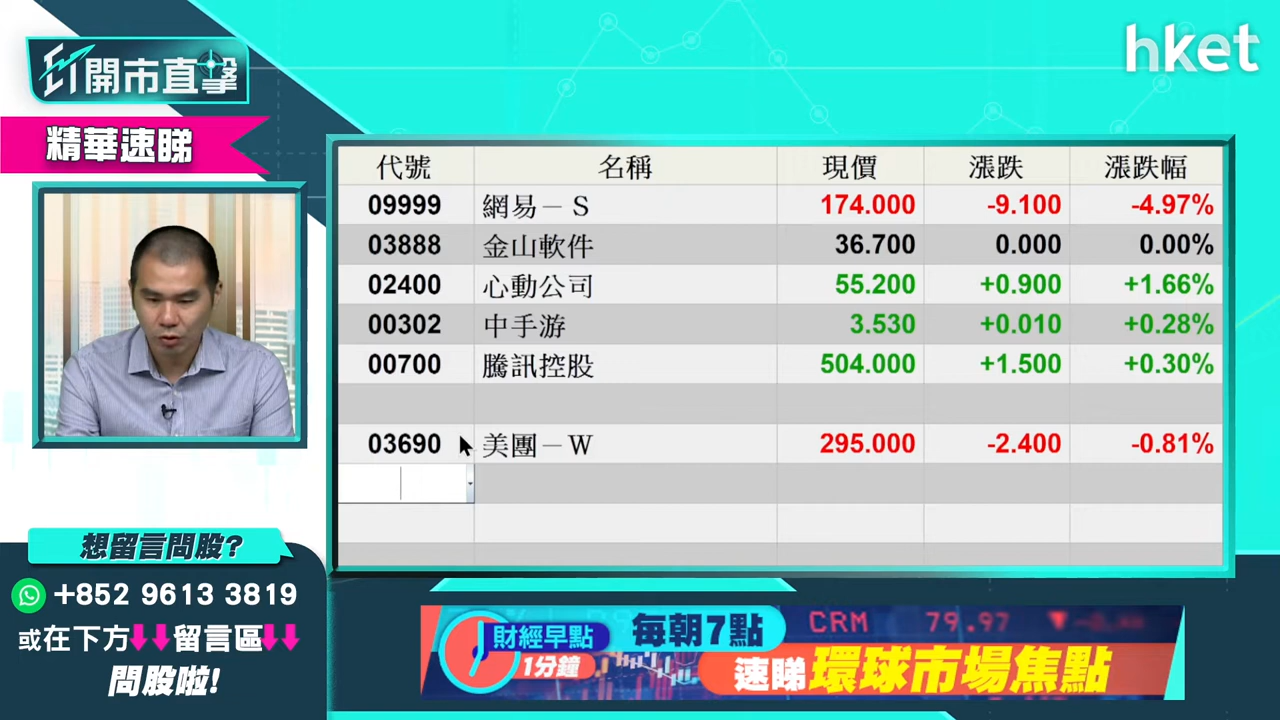 hket
ET開市直擊
精華速睇
代號 名稱 現價 漲跌 漲跌幅
09999 網易－S 174.000 -9.100 -4.97%
03888 金山軟件 36.700 0.000 0.00%
02400 心動公司 55.200 +0.900 +1.66%
00302 中手游 3.530 +0.010 +0.28%
00700 騰訊控股 504.000 +1.500 +0.30%
03690 美團－W 295.000 -2.400 -0.81%
想留言問股?
+852 9613 3819
或在下方留言區
問股啦!
財經早點
1分鐘
每朝7點
速睇環球市場焦點
CRM 79.97